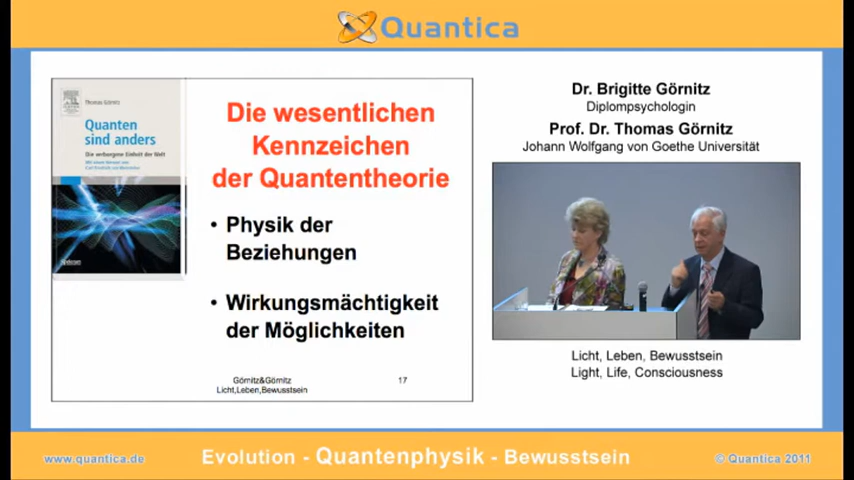 Quantica
Thomas Görnitz
Quanten
sind anders
Die verborgene Einheit der Welt
Die wesentlichen
Kennzeichen
der Quantentheorie
• Physik der
Beziehungen
• Wirkungsmächtigkeit
der Möglichkeiten
Görnitz&Görnitz
Licht,Leben,Bewusstsein
17
Dr. Brigitte Görnitz
Diplompsychologin
Prof. Dr. Thomas Görnitz
Johann Wolfgang von Goethe Universität
Licht, Leben, Bewusstsein
Light, Life, Consciousness
www.quantica.de
Evolution - Quantenphysik - Bewusstsein
© Quantica 2011